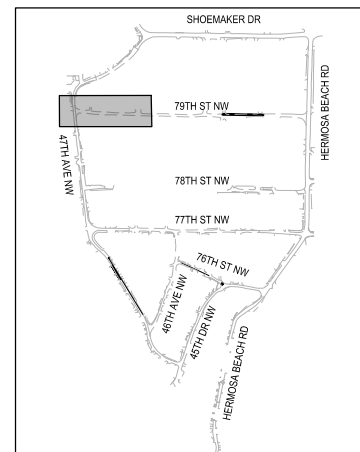 SHOEMAKER DR
79TH ST NW
HERMOSA BEACH RD
47TH AVE NW
78TH ST NW
77TH ST NW
76TH ST NW
46TH AVE NW
45TH DR NW
HERMOSA BEACH RD